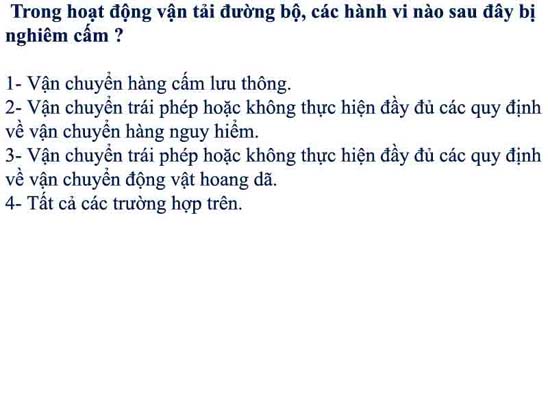 Trong hoạt động vận tải đường bộ, các hành vi nào sau đây bị
nghiêm cấm ?
1- Vận chuyển hàng cấm lưu thông.
2- Vận chuyển trái phép hoặc không thực hiện đầy đủ các quy định
về vận chuyển hàng nguy hiểm.
3- Vận chuyển trái phép hoặc không thực hiện đầy đủ các quy định
về vận chuyển động vật hoang dã.
4- Tất cả các trường hợp trên.